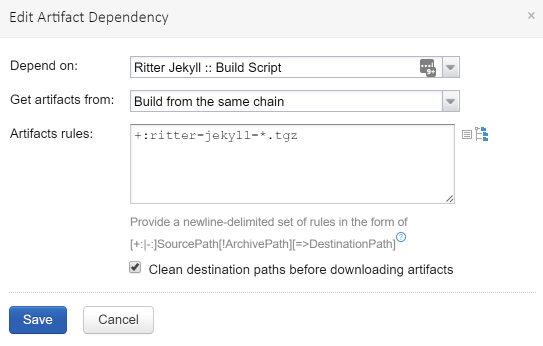 Edit Artifact Dependency ×
Depend on: Ritter Jekyll :: Build Script 9+
Get artifacts from: Build from the same chain
Artifacts rules: +:ritter-jekyll-*.tgz
Provide a newline-delimited set of rules in the form of
[+:|-:]SourcePath[!ArchivePath][=>DestinationPath] ?
Clean destination paths before downloading artifacts
Save Cancel